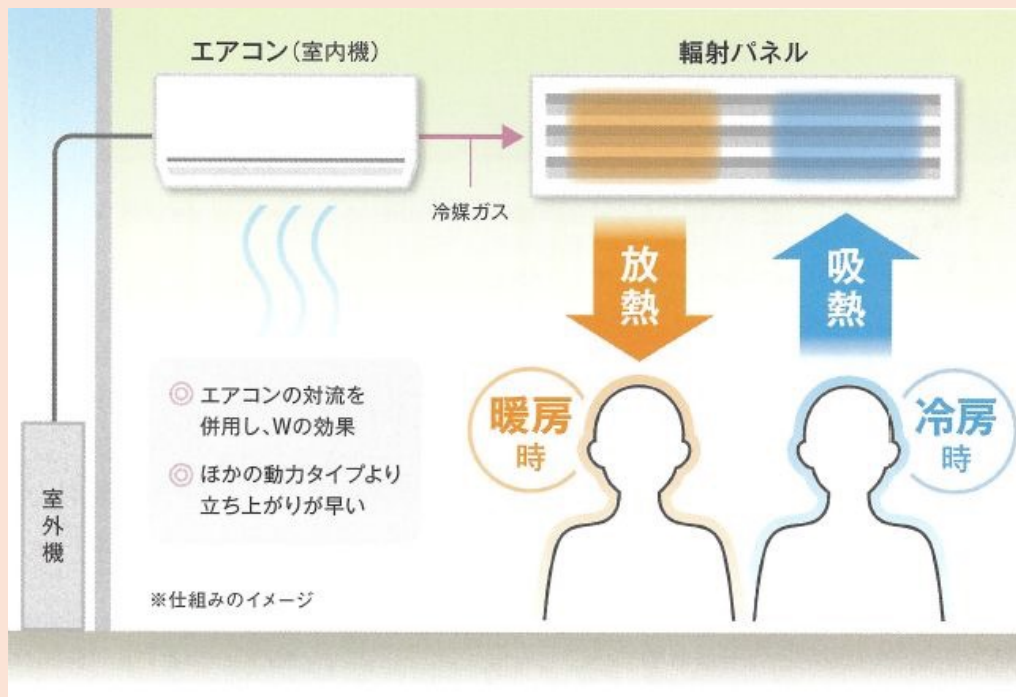 エアコン(室内機)
輻射パネル
冷媒ガス
放熱
吸熱
◎ エアコンの対流を
併用し、Wの効果
◎ ほかの動力タイプより
立ち上がりが早い
暖房
時
冷房
時
室外機
※仕組みのイメージ